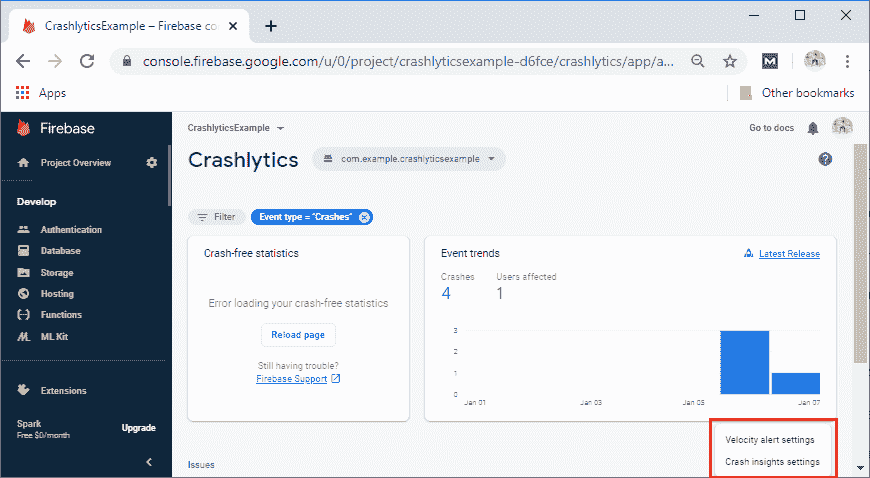 CrashlyticsExample – Firebase co
console.firebase.google.com/u/0/project/crashlyticsexample-d6fce/crashlytics/app/a...
Apps
Other bookmarks
Firebase
CrashlyticsExample
Go to docs
Project Overview
Crashlytics
com.example.crashlyticsexample
Develop
Filter
Event type = "Crashes"
Authentication
Database
Storage
Hosting
Functions
ML Kit
Extensions
Spark
Free $0/month
Upgrade
Crash-free statistics
Error loading your crash-free statistics
Reload page
Still having trouble?
Firebase Support
Event trends
Latest Release
Crashes
Users affected
4
1
3
2
1
0
Jan 01
Jan 03
Jan 05
Jan 07
Velocity alert settings
Crash insights settings
Issues